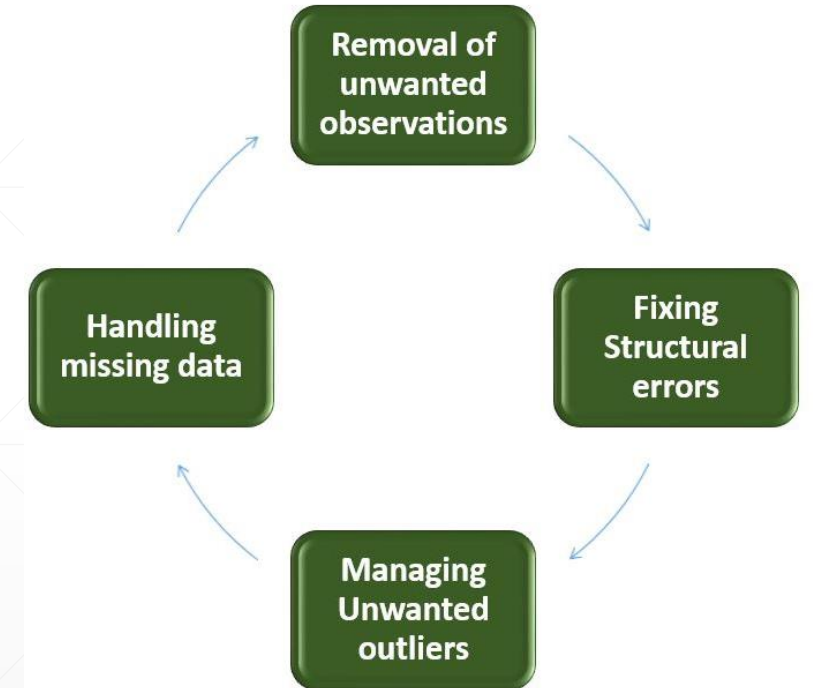 Removal of
unwanted
observations
Fixing
Structural
errors
Managing
Unwanted
outliers
Handling
missing data